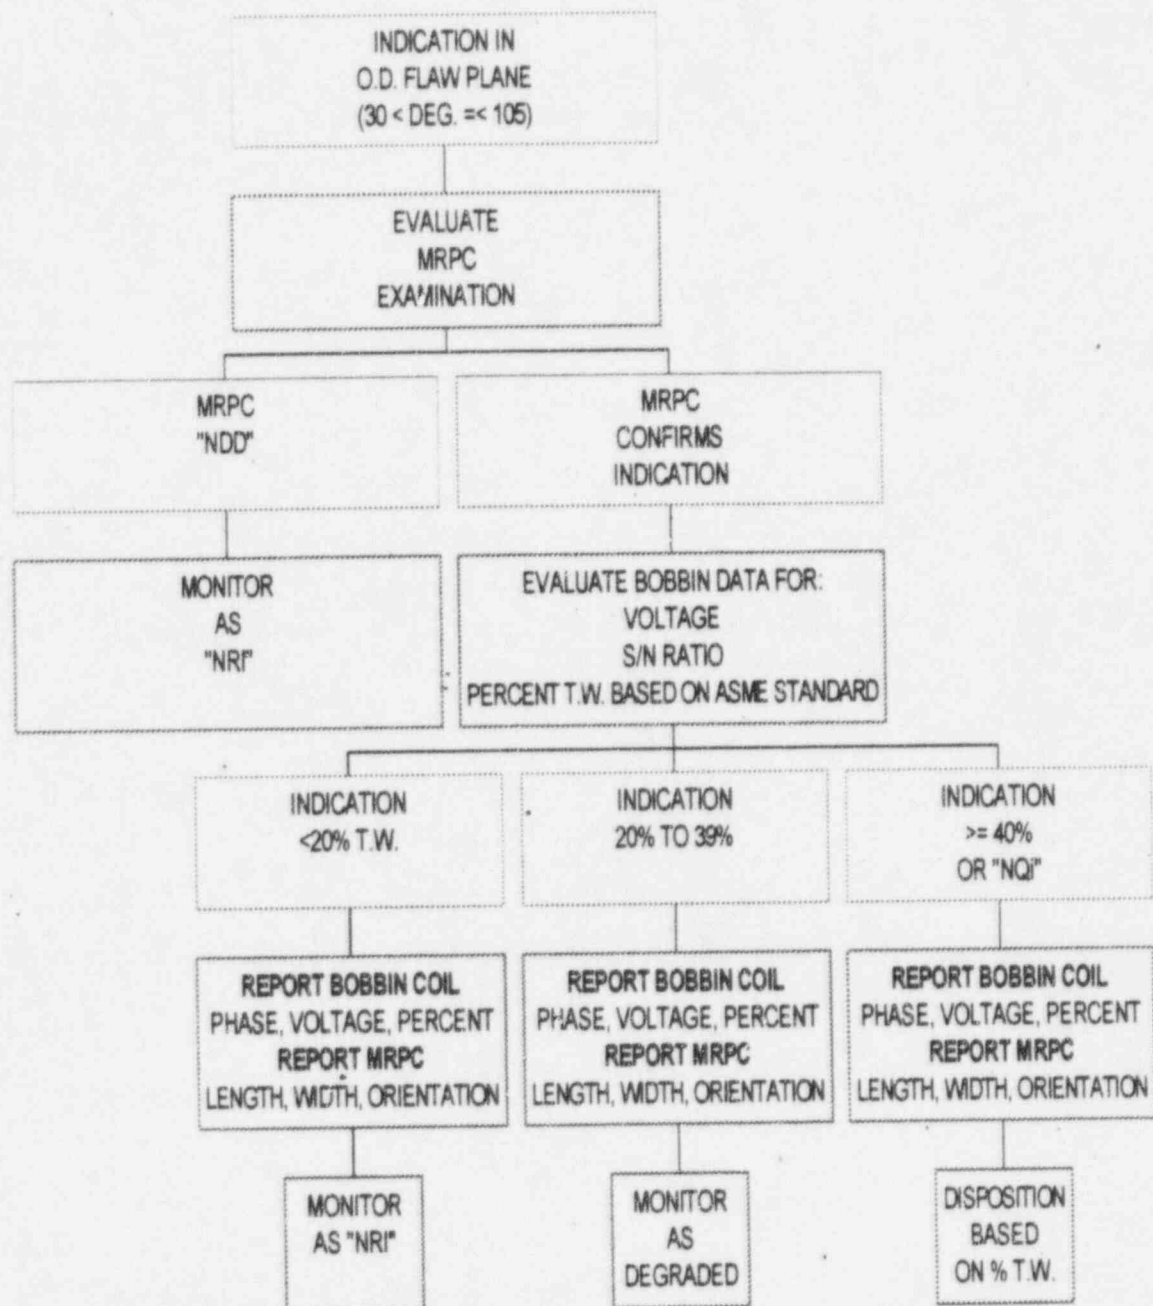 INDICATION IN
O.D. FLAW PLANE
(30 < DEG. =< 105)
EVALUATE
MRPC
EXAMINATION
MRPC
"NDD"
MRPC
CONFIRMS
INDICATION
MONITOR
AS
"NRI"
EVALUATE BOBBIN DATA FOR:
VOLTAGE
S/N RATIO
PERCENT T.W. BASED ON ASME STANDARD
INDICATION
<20% T.W.
INDICATION
20% TO 39%
INDICATION
>= 40%
OR "NQi"
REPORT BOBBIN COIL
PHASE, VOLTAGE, PERCENT
REPORT MRPC
LENGTH, WIDTH, ORIENTATION
REPORT BOBBIN COIL
PHASE, VOLTAGE, PERCENT
REPORT MRPC
LENGTH, WIDTH, ORIENTATION
REPORT BOBBIN COIL
PHASE, VOLTAGE, PERCENT
REPORT MRPC
LENGTH, WIDTH, ORIENTATION
MONITOR
AS "NRI"
MONITOR
AS
DEGRADED
DISPOSITION
BASED
ON % T.W.